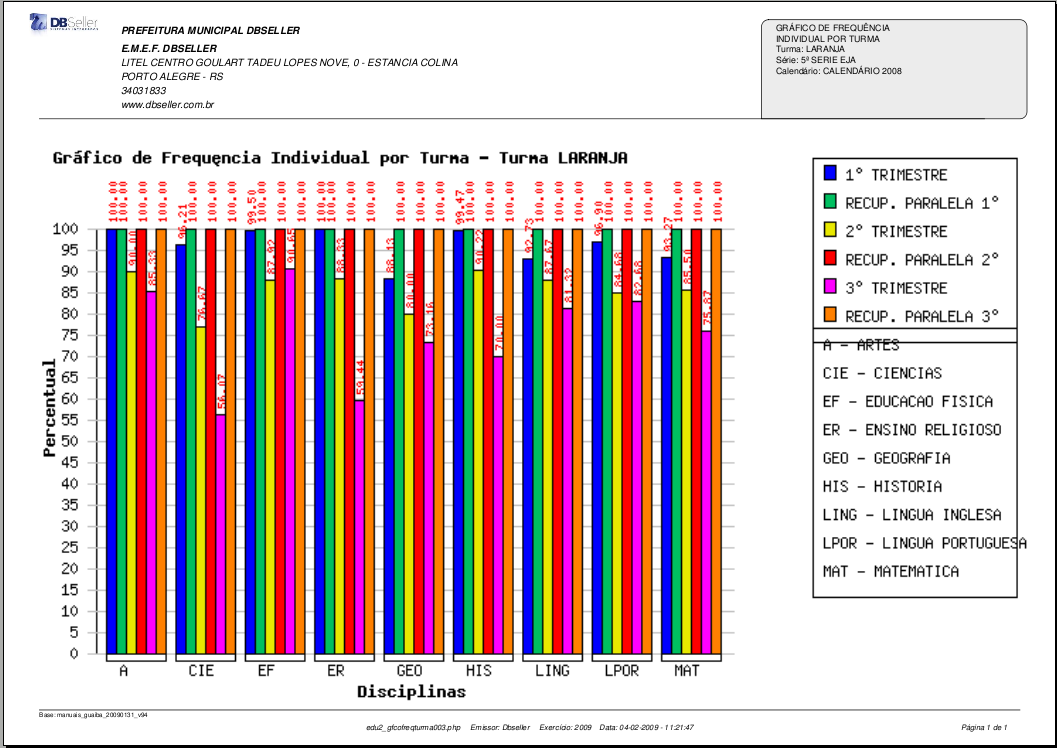 DBSeller
PREFEITURA MUNICIPAL DBSELLER
E.M.E.F. DBSELLER
LITEL CENTRO GOULART TADEU LOPES NOVE, 0 - ESTANCIA COLINA
PORTO ALEGRE - RS
34031833
www.dbseller.com.br
GRÁFICO DE FREQUÊNCIA
INDIVIDUAL POR TURMA
Turma: LARANJA
Série: 5ª SERIE EJA
Calendário: CALENDÁRIO 2008
Gráfico de Frequęncia Individual por Turma - Turma LARANJA
1° TRIMESTRE
RECUP. PARALELA 1°
2° TRIMESTRE
RECUP. PARALELA 2°
3° TRIMESTRE
RECUP. PARALELA 3°
A - ARTES
CIE - CIENCIAS
EF - EDUCACAO FISICA
ER - ENSINO RELIGIOSO
GEO - GEOGRAFIA
HIS - HISTORIA
LING - LINGUA INGLESA
LPOR - LINGUA PORTUGUESA
MAT - MATEMATICA
Percentual
100
95
90
85
80
75
70
65
60
55
50
45
40
35
30
25
20
15
10
5
0
100.00 100.00 90.00 100.00 85.33 100.00
96.21 100.00 76.67 100.00 56.07 100.00
99.50 100.00 87.92 100.00 90.65 100.00
100.00 100.00 88.33 100.00 59.44 100.00
88.13 100.00 80.00 100.00 73.16 100.00
99.47 100.00 90.22 100.00 70.00 100.00
92.73 100.00 87.67 100.00 81.32 100.00
96.90 100.00 84.68 100.00 82.68 100.00
93.27 100.00 85.50 100.00 75.87 100.00
A CIE EF ER GEO HIS LING LPOR MAT
Disciplinas
Base: manuais_guaiba_20090131_v94
edu2_gfcofreqturma003.php Emissor: Dbseller Exercício: 2009 Data: 04-02-2009 - 11:21:47
Página 1 de 1